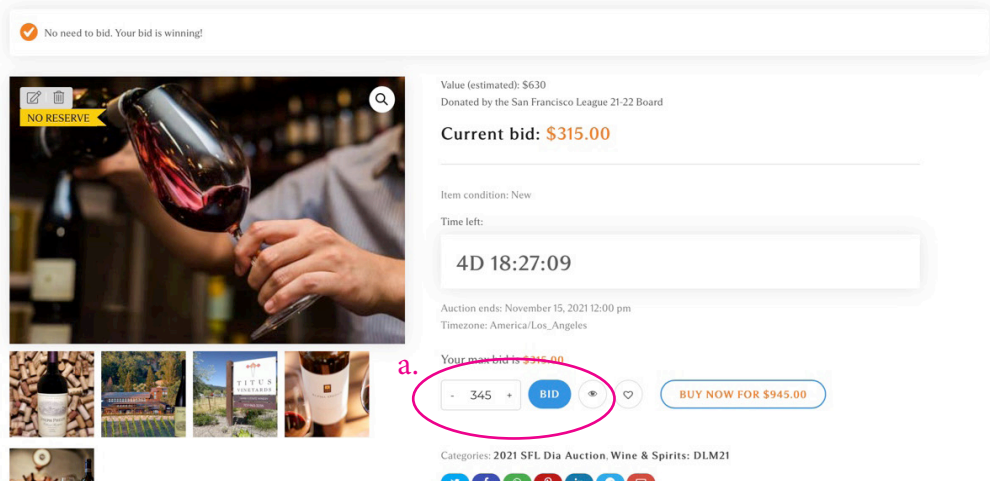 No need to bid. Your bid is winning!
NO RESERVE
Value (estimated): $630
Donated by the San Francisco League 21-22 Board
Current bid: $315.00
Item condition: New
Time left:
4D 18:27:09
Auction ends: November 15, 2021 12:00 pm
Timezone: America/Los_Angeles
a.
Your max bid is $315.00
- 345 + BID
BUY NOW FOR $945.00
TITUS
VINEYARDS
Categories: 2021 SFL Dia Auction, Wine & Spirits: DLM21